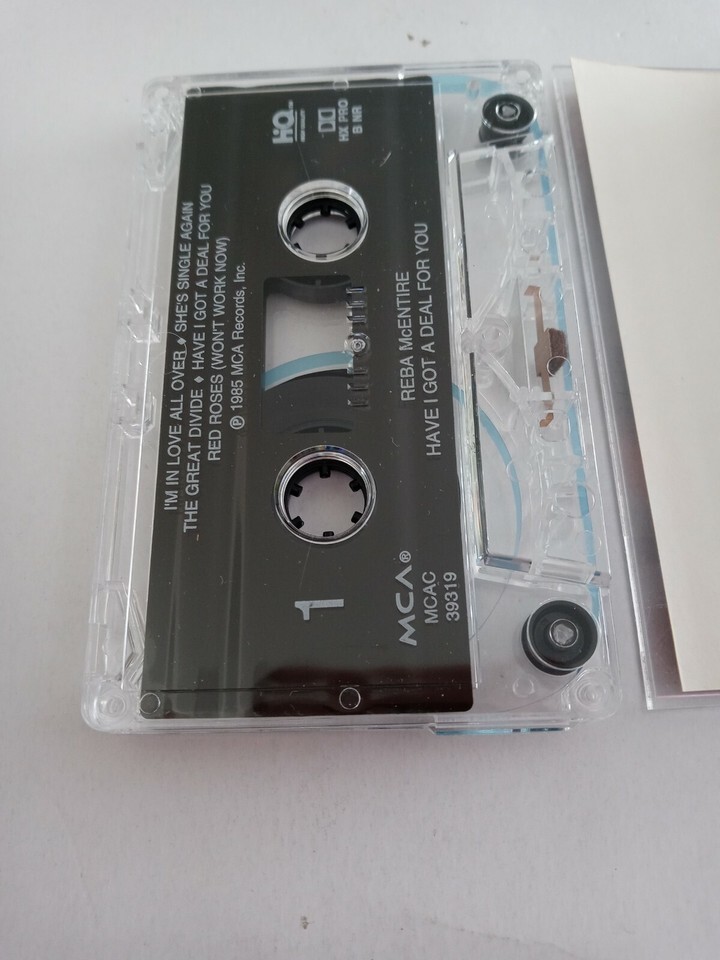 I'M IN LOVE ALL OVER ♦ SHE'S SINGLE AGAIN
THE GREAT DIVIDE ♦ HAVE I GOT A DEAL FOR YOU
RED ROSES (WON'T WORK NOW)
℗ 1985 MCA Records, Inc.
HiQ
HX PRO
B NR
1
REBA McENTIRE
HAVE I GOT A DEAL FOR YOU
MCA®
MCAC
39319